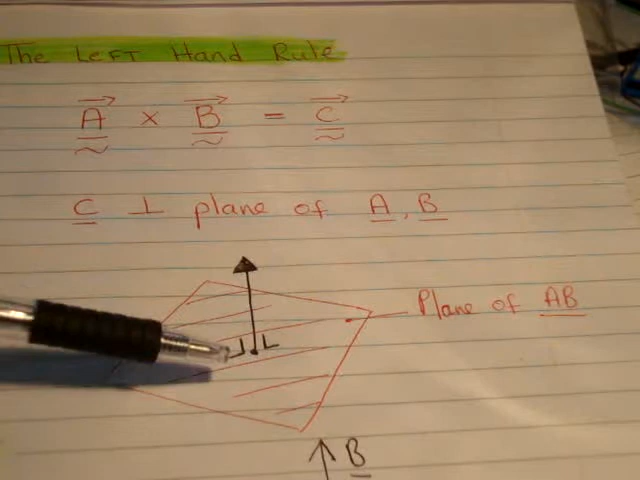 The Left Hand Rule
A × B = C
C ⊥ plane of A, B
Plane of AB
B